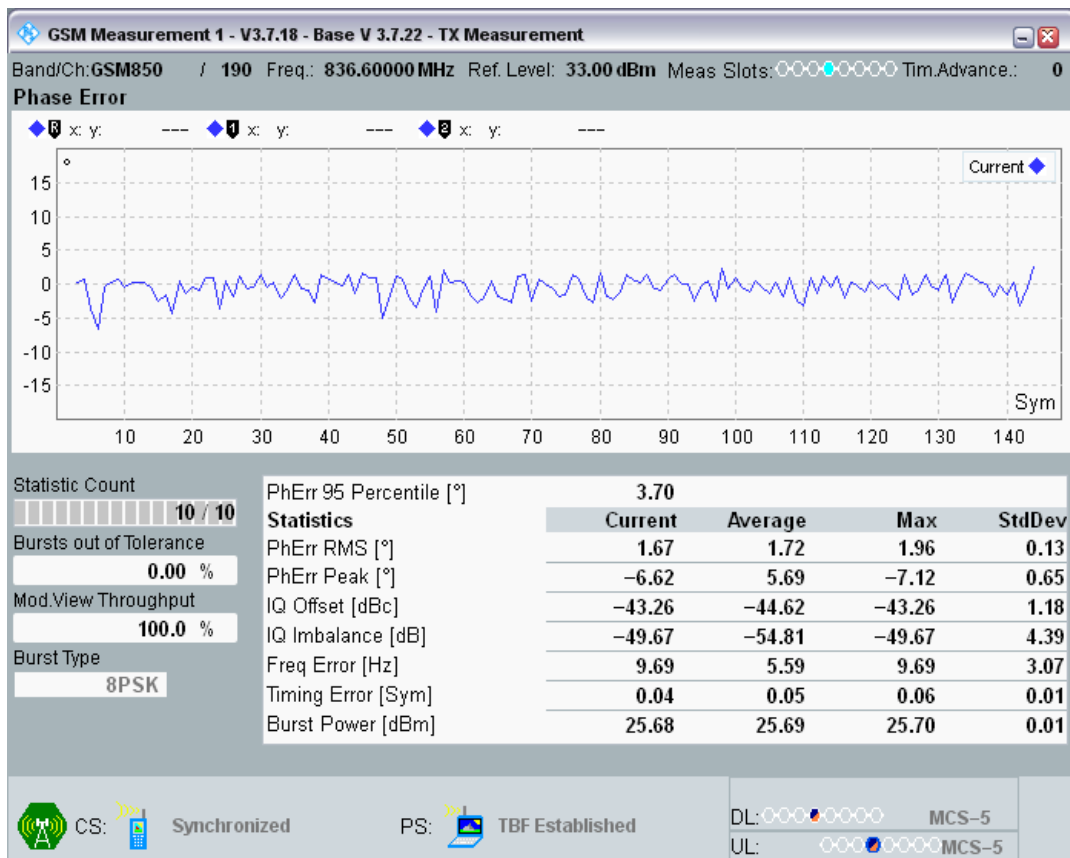 GSM Measurement 1 - V3.7.18 - Base V 3.7.22 - TX Measurement
Band/Ch:GSM850 / 190 Freq.: 836.60000 MHz Ref. Level: 33.00 dBm Meas Slots: Tim.Advance.: 0
Phase Error
R x: y: --- 1 x: y: --- 2 x: y: ---
° Current
15
10
5
0
-5
-10
-15
Sym
10 20 30 40 50 60 70 80 90 100 110 120 130 140
Statistic Count
10 / 10
Bursts out of Tolerance
0.00 %
Mod.View Throughput
100.0 %
Burst Type
8PSK
PhErr 95 Percentile [°] 3.70
Statistics Current Average Max StdDev
PhErr RMS [°] 1.67 1.72 1.96 0.13
PhErr Peak [°] −6.62 5.69 −7.12 0.65
IQ Offset [dBc] −43.26 −44.62 −43.26 1.18
IQ Imbalance [dB] −49.67 −54.81 −49.67 4.39
Freq Error [Hz] 9.69 5.59 9.69 3.07
Timing Error [Sym] 0.04 0.05 0.06 0.01
Burst Power [dBm] 25.68 25.69 25.70 0.01
CS: Synchronized PS: TBF Established
DL: MCS−5
UL: MCS−5